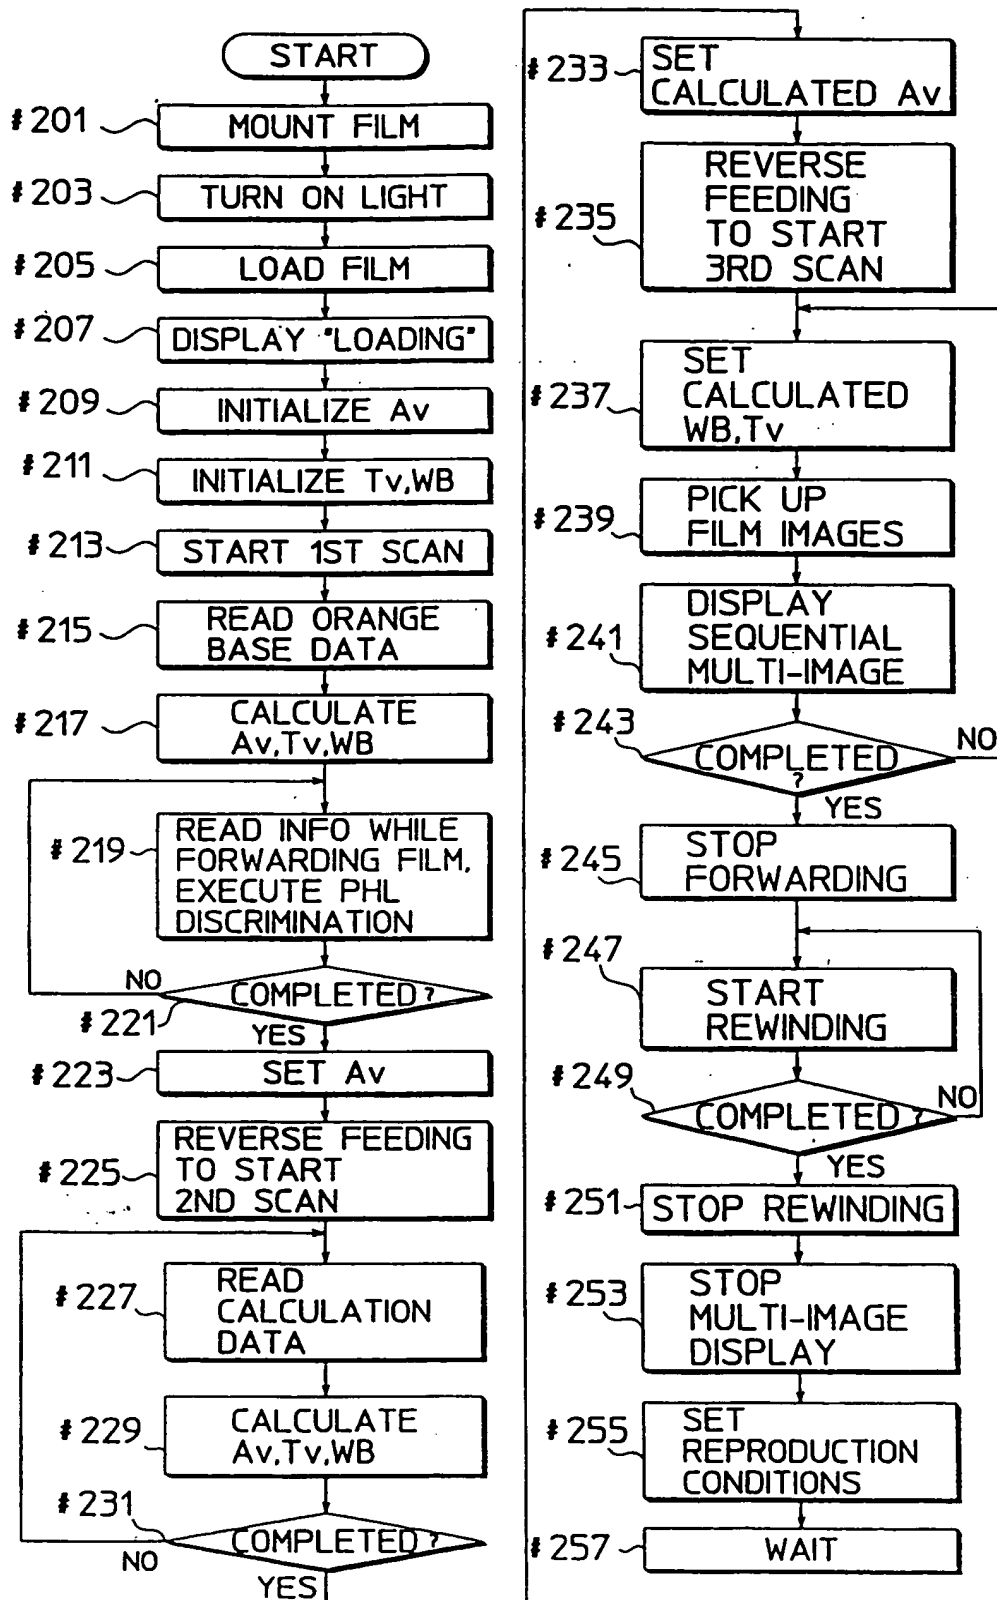 START
#201
MOUNT FILM
#203
TURN ON LIGHT
#205
LOAD FILM
#207
DISPLAY "LOADING"
#209
INITIALIZE Av
#211
INITIALIZE Tv,WB
#213
START 1ST SCAN
#215
READ ORANGE
BASE DATA
#217
CALCULATE
Av,Tv,WB
#219
READ INFO WHILE
FORWARDING FILM,
EXECUTE PHL
DISCRIMINATION
NO
COMPLETED?
#221
YES
#223
SET Av
#225
REVERSE FEEDING
TO START
2ND SCAN
#227
READ
CALCULATION
DATA
#229
CALCULATE
Av,Tv,WB
#231
COMPLETED?
NO
YES
#233
SET
CALCULATED Av
#235
REVERSE
FEEDING
TO START
3RD SCAN
#237
SET
CALCULATED
WB,Tv
#239
PICK UP
FILM IMAGES
#241
DISPLAY
SEQUENTIAL
MULTI-IMAGE
#243
COMPLETED
?
NO
YES
#245
STOP
FORWARDING
#247
START
REWINDING
#249
COMPLETED?
NO
YES
#251
STOP REWINDING
#253
STOP
MULTI-IMAGE
DISPLAY
#255
SET
REPRODUCTION
CONDITIONS
#257
WAIT